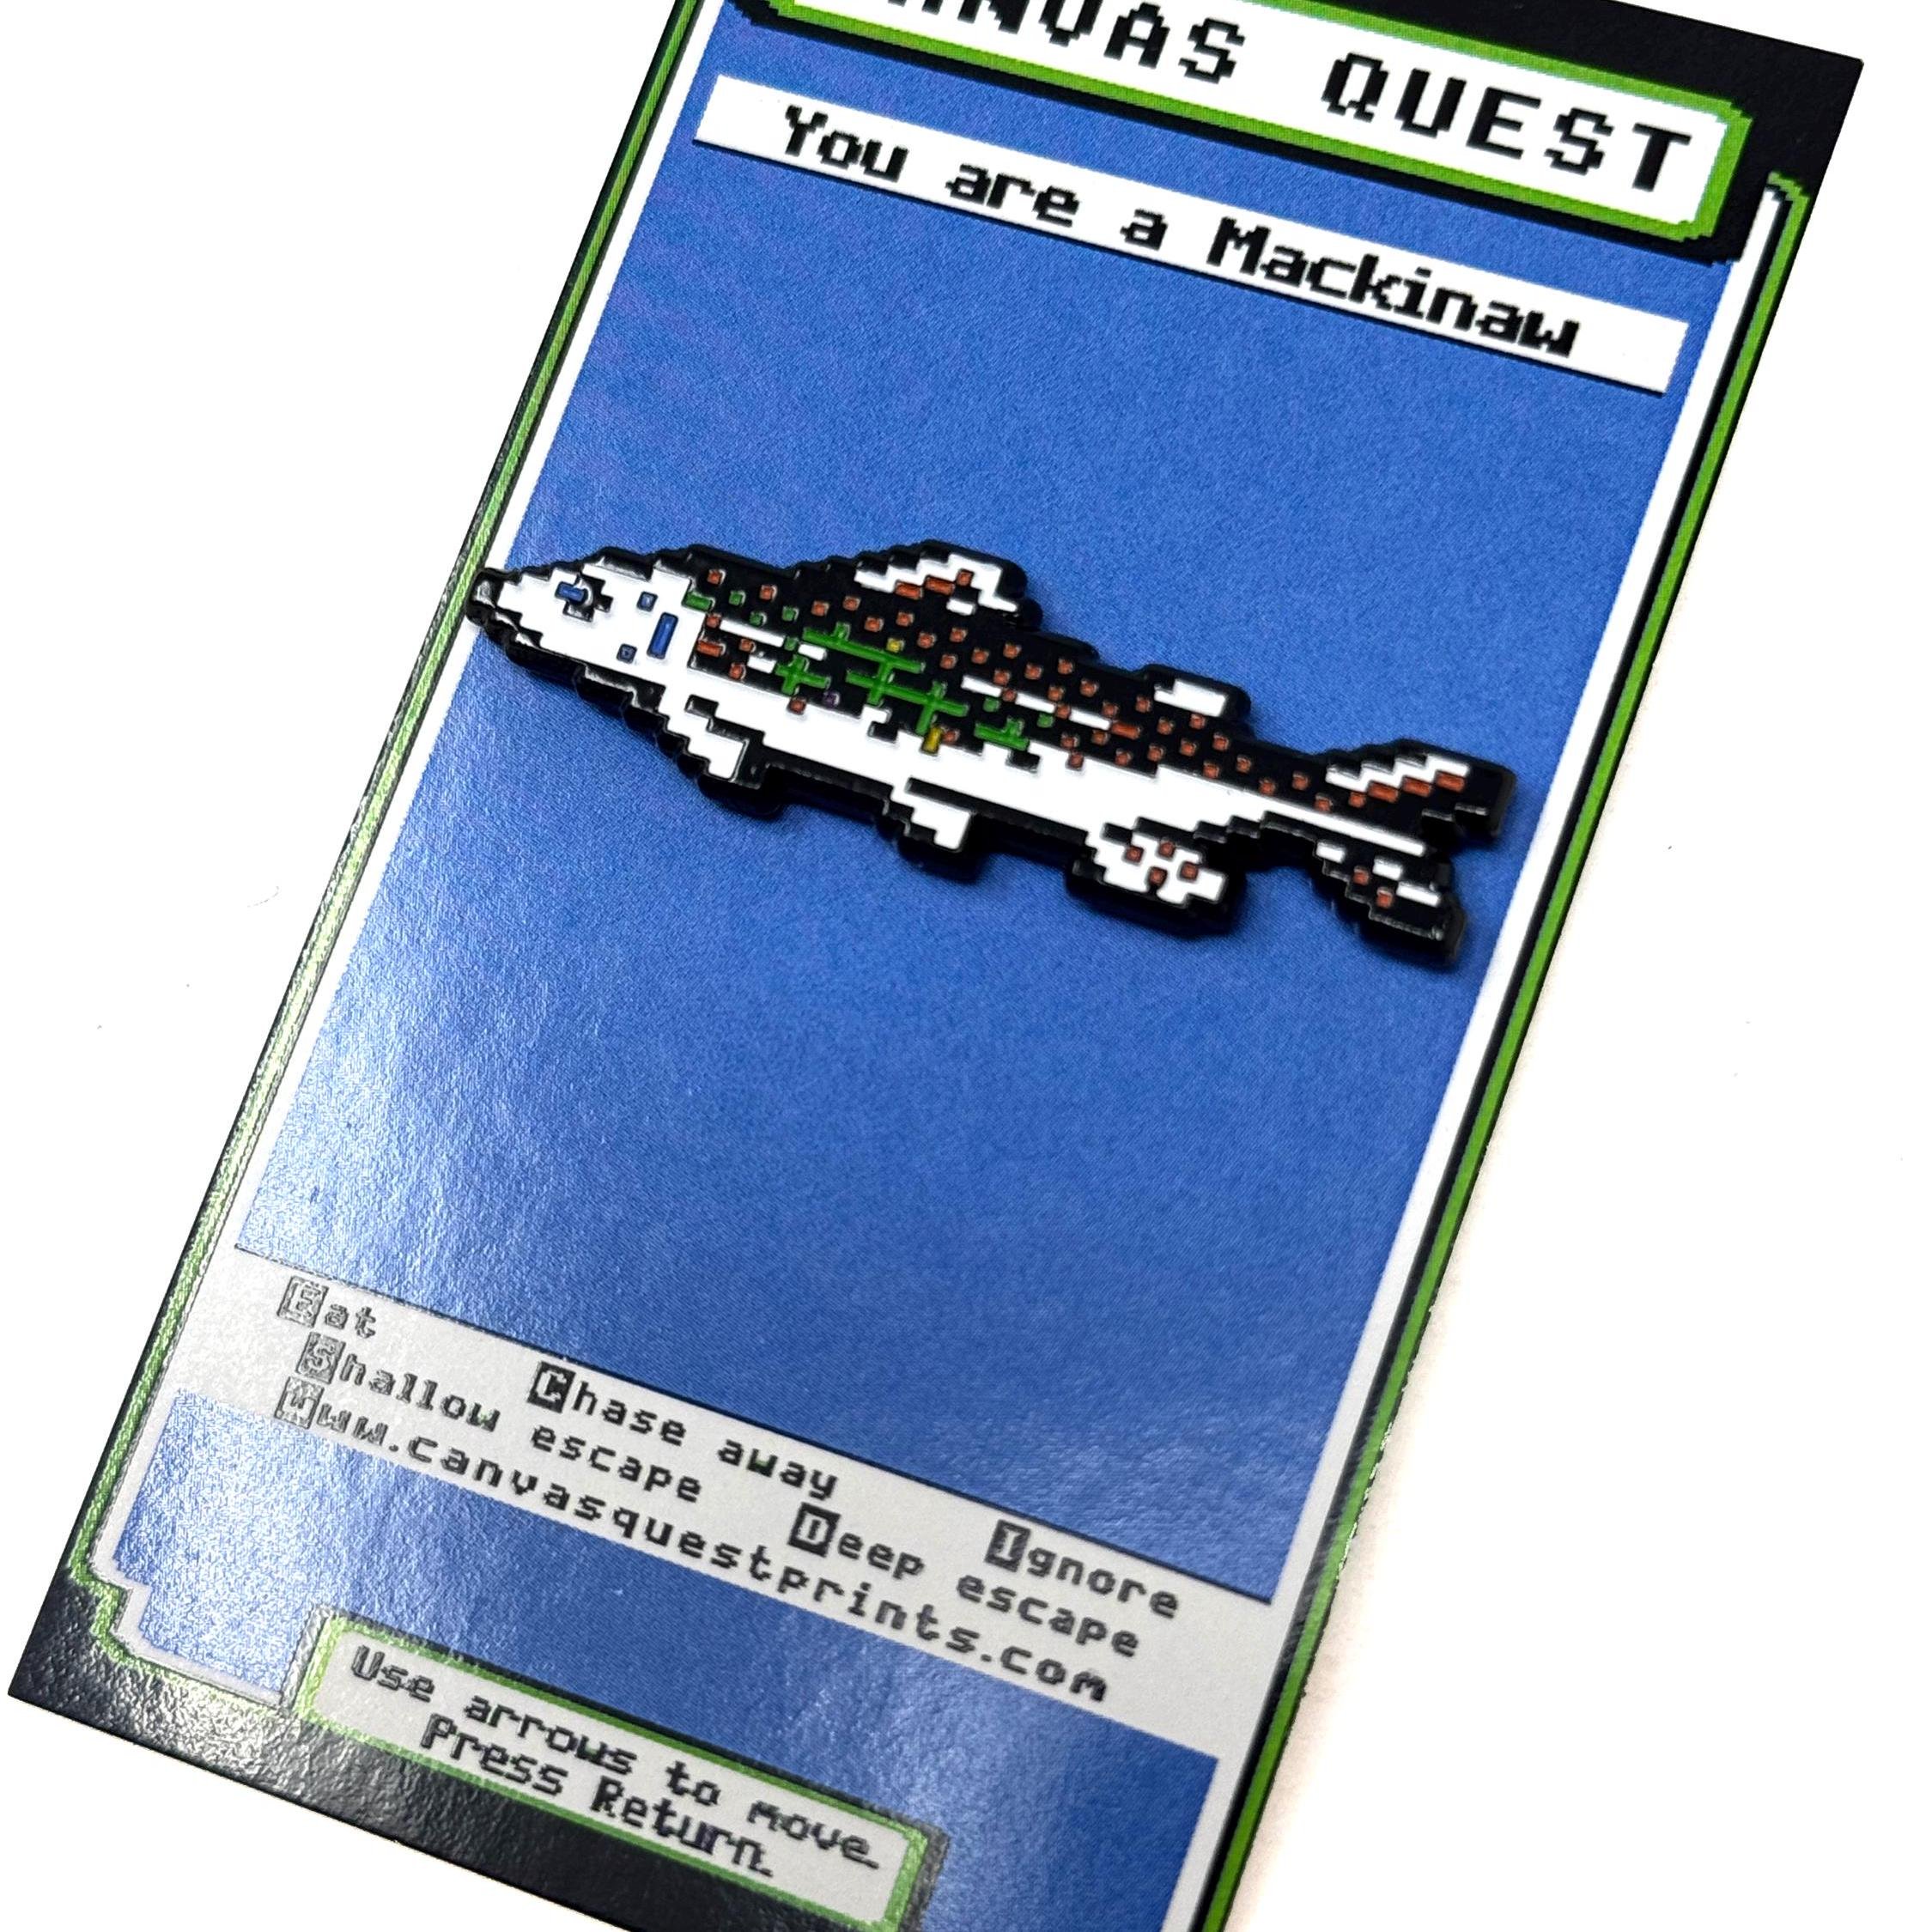 ANVAS QUEST
You are a Mackinaw
Eat Chase away Ignore
Shallow escape Deep escape
Www.canvasquestprints.com
Use arrows to move.
Press Return.